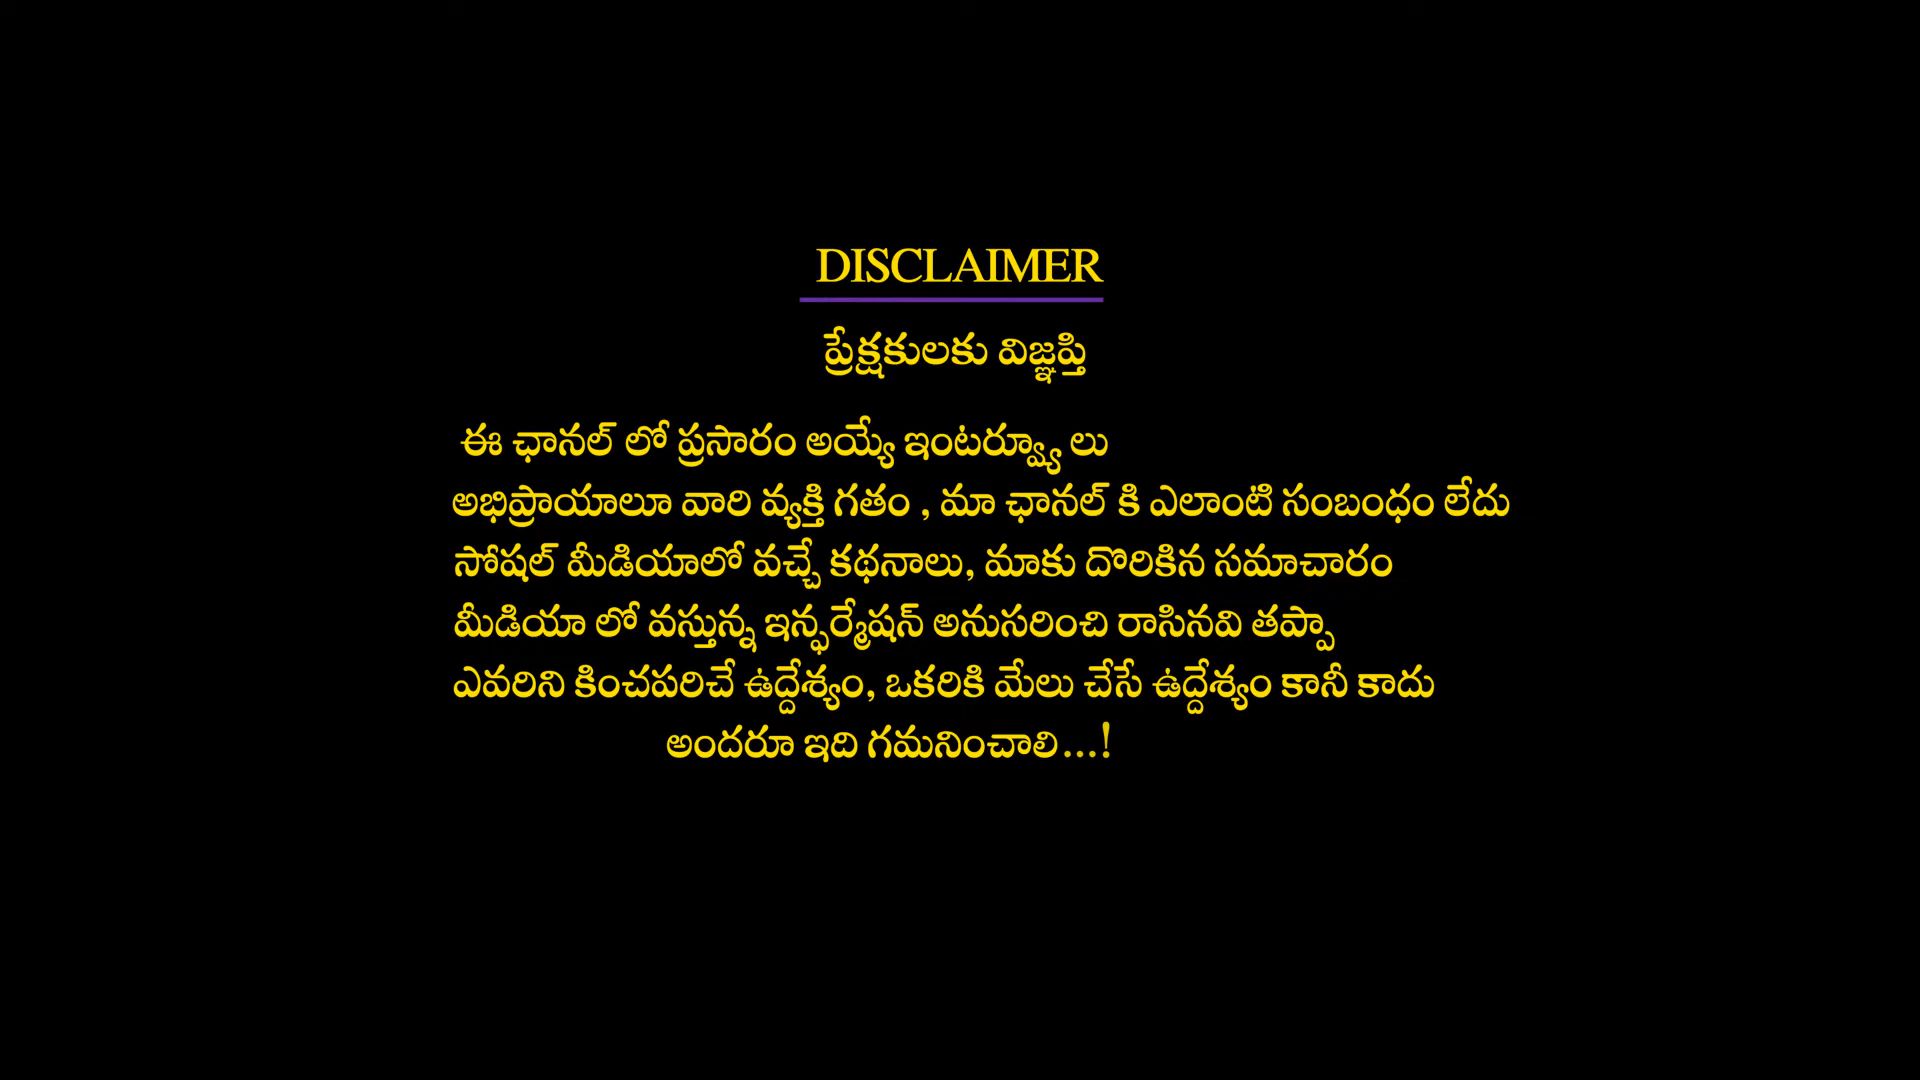 DISCLAIMER
ప్రేక్షకులకు విజ్ఞప్తి
ఈ ఛానల్ లో ప్రసారం అయ్యే ఇంటర్వ్యూ లు
అభిప్రాయాలూ వారి వ్యక్తి గతం , మా ఛానల్ కి ఎలాంటి సంబంధం లేదు
సోషల్ మీడియాలో వచ్చే కథనాలు, మాకు దొరికిన సమాచారం
మీడియా లో వస్తున్న ఇన్ఫర్మేషన్ అనుసరించి రాసినవి తప్పా
ఎవరిని కించపరిచే ఉద్దేశ్యం, ఒకరికి మేలు చేసే ఉద్దేశ్యం కానీ కాదు
అందరూ ఇది గమనించాలి...!